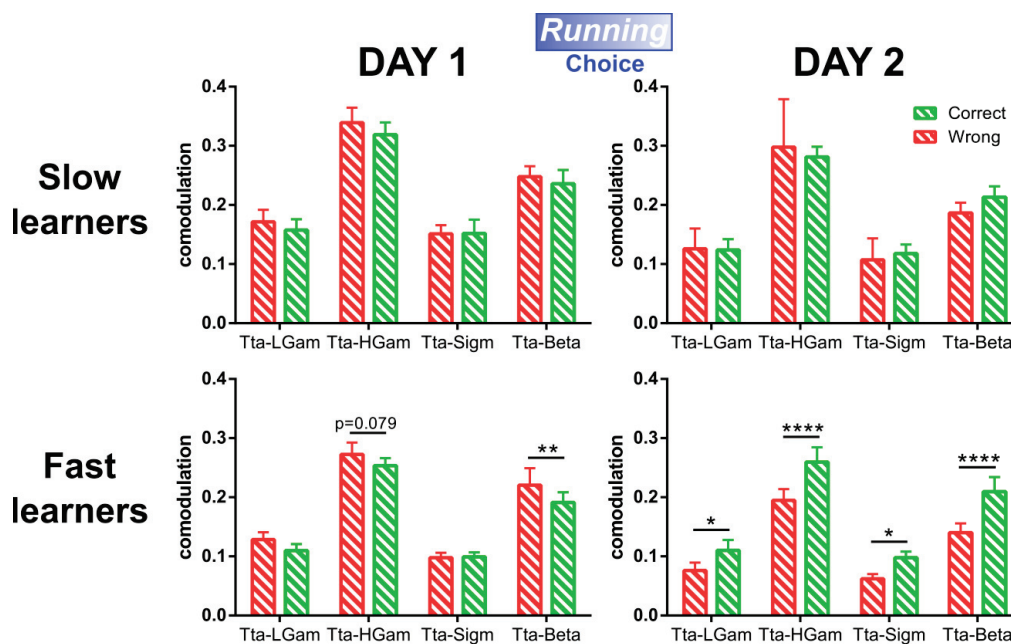 Running
Choice
DAY 1
DAY 2
Slow
learners
comodulation
0.4
0.3
0.2
0.1
0.0
Tta-LGam Tta-HGam Tta-Sigm Tta-Beta
comodulation
0.4
0.3
0.2
0.1
0.0
Correct
Wrong
Tta-LGam Tta-HGam Tta-Sigm Tta-Beta
Fast
learners
comodulation
0.4
0.3
0.2
0.1
0.0
p=0.079
**
Tta-LGam Tta-HGam Tta-Sigm Tta-Beta
comodulation
0.4
0.3
0.2
0.1
0.0
*
****
*
****
Tta-LGam Tta-HGam Tta-Sigm Tta-Beta